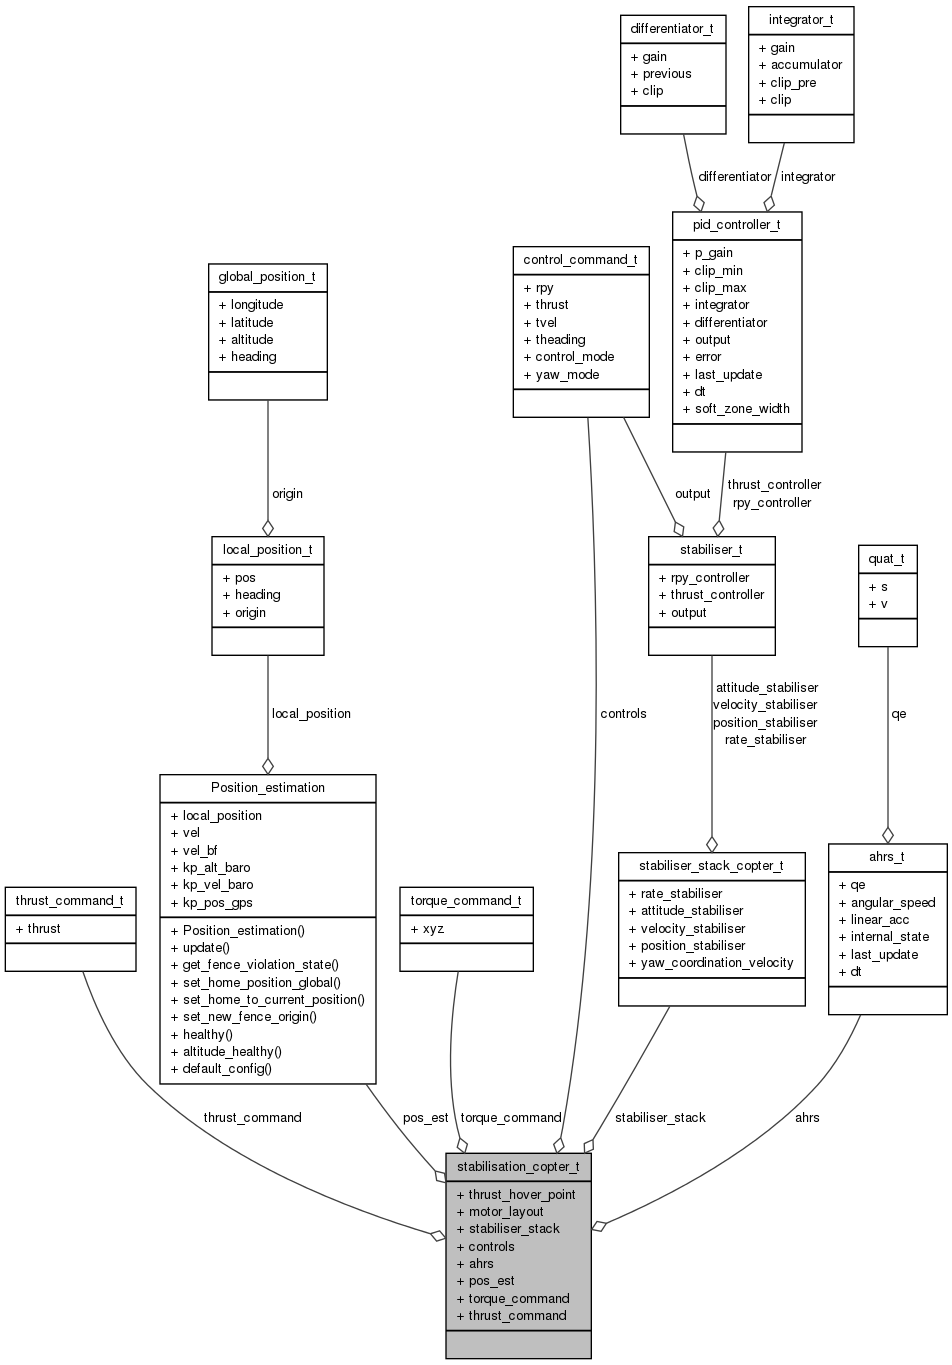 differentiator_t
+ gain
+ previous
+ clip
integrator_t
+ gain
+ accumulator
+ clip_pre
+ clip
differentiator
integrator
pid_controller_t
+ p_gain
+ clip_min
+ clip_max
+ integrator
+ differentiator
+ output
+ error
+ last_update
+ dt
+ soft_zone_width
control_command_t
+ rpy
+ thrust
+ tvel
+ theading
+ control_mode
+ yaw_mode
global_position_t
+ longitude
+ latitude
+ altitude
+ heading
origin
output
thrust_controller
rpy_controller
local_position_t
+ pos
+ heading
+ origin
stabiliser_t
+ rpy_controller
+ thrust_controller
+ output
quat_t
+ s
+ v
local_position
controls
attitude_stabiliser
velocity_stabiliser
position_stabiliser
rate_stabiliser
qe
Position_estimation
+ local_position
+ vel
+ vel_bf
+ kp_alt_baro
+ kp_vel_baro
+ kp_pos_gps
+ Position_estimation()
+ update()
+ get_fence_violation_state()
+ set_home_position_global()
+ set_home_to_current_position()
+ set_new_fence_origin()
+ healthy()
+ altitude_healthy()
+ default_config()
thrust_command_t
+ thrust
torque_command_t
+ xyz
stabiliser_stack_copter_t
+ rate_stabiliser
+ attitude_stabiliser
+ velocity_stabiliser
+ position_stabiliser
+ yaw_coordination_velocity
ahrs_t
+ qe
+ angular_speed
+ linear_acc
+ internal_state
+ last_update
+ dt
thrust_command
pos_est
torque_command
stabiliser_stack
ahrs
stabilisation_copter_t
+ thrust_hover_point
+ motor_layout
+ stabiliser_stack
+ controls
+ ahrs
+ pos_est
+ torque_command
+ thrust_command